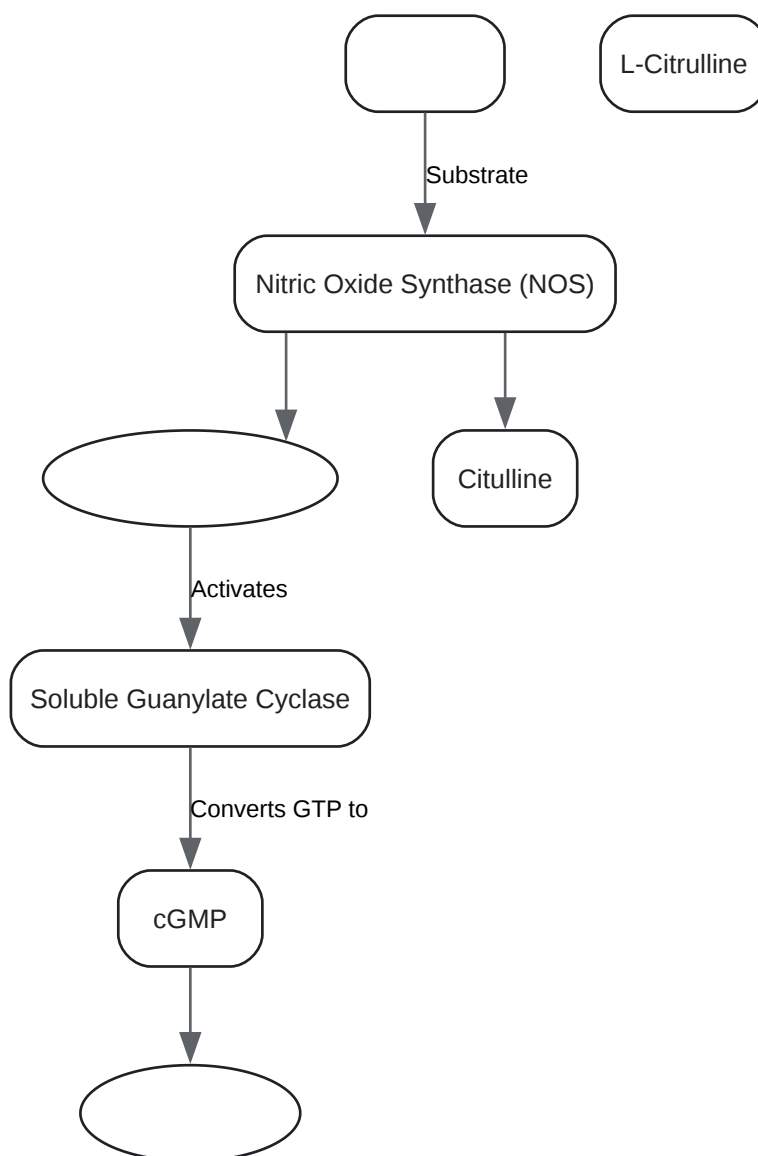 L-Citrulline
Substrate
Nitric Oxide Synthase (NOS)
Citulline
Activates
Soluble Guanylate Cyclase
Converts GTP to
cGMP